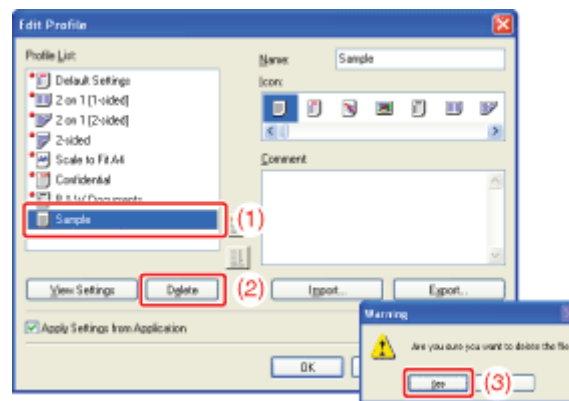 Edit Profile
Profile List:
Name: Sample
Icon:
Default Settings
2 on 1 [1-sided]
2 on 1 [2-sided]
2-sided
Scale to Fit A4
Confidential
Sample
Comment
(1)
View Settings
Delete
(2)
Import...
Export...
Apply Settings from Application
OK
Warning
Are you sure you want to delete the file
Yes
(3)